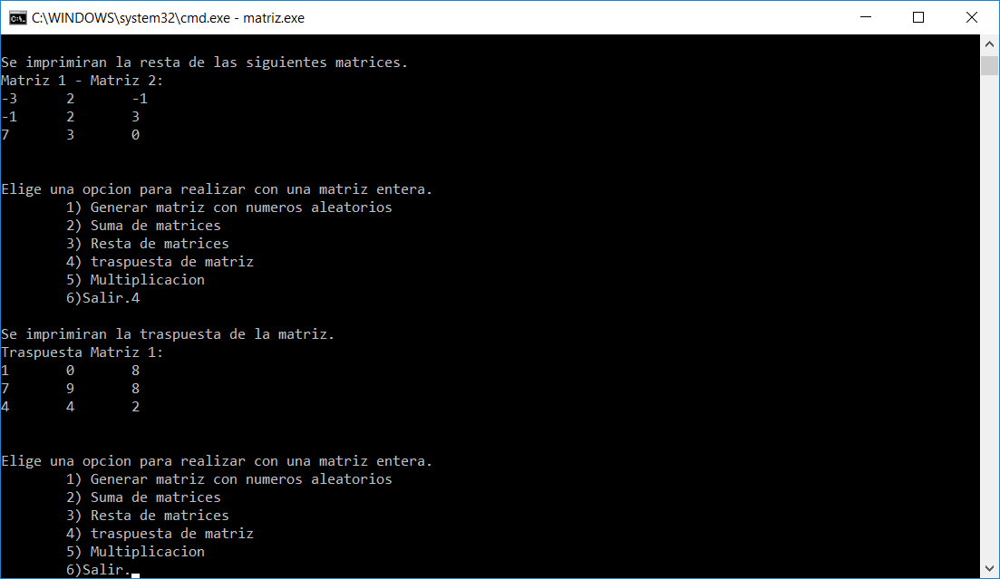 C:\WINDOWS\system32\cmd.exe - matriz.exe
Se imprimiran la resta de las siguientes matrices.
Matriz 1 - Matriz 2:
-3 2 -1
-1 2 3
7 3 0
Elige una opcion para realizar con una matriz entera.
1) Generar matriz con numeros aleatorios
2) Suma de matrices
3) Resta de matrices
4) traspuesta de matriz
5) Multiplicacion
6)Salir.4
Se imprimiran la traspuesta de la matriz.
Traspuesta Matriz 1:
1 0 8
7 9 8
4 4 2
Elige una opcion para realizar con una matriz entera.
1) Generar matriz con numeros aleatorios
2) Suma de matrices
3) Resta de matrices
4) traspuesta de matriz
5) Multiplicacion
6)Salir.